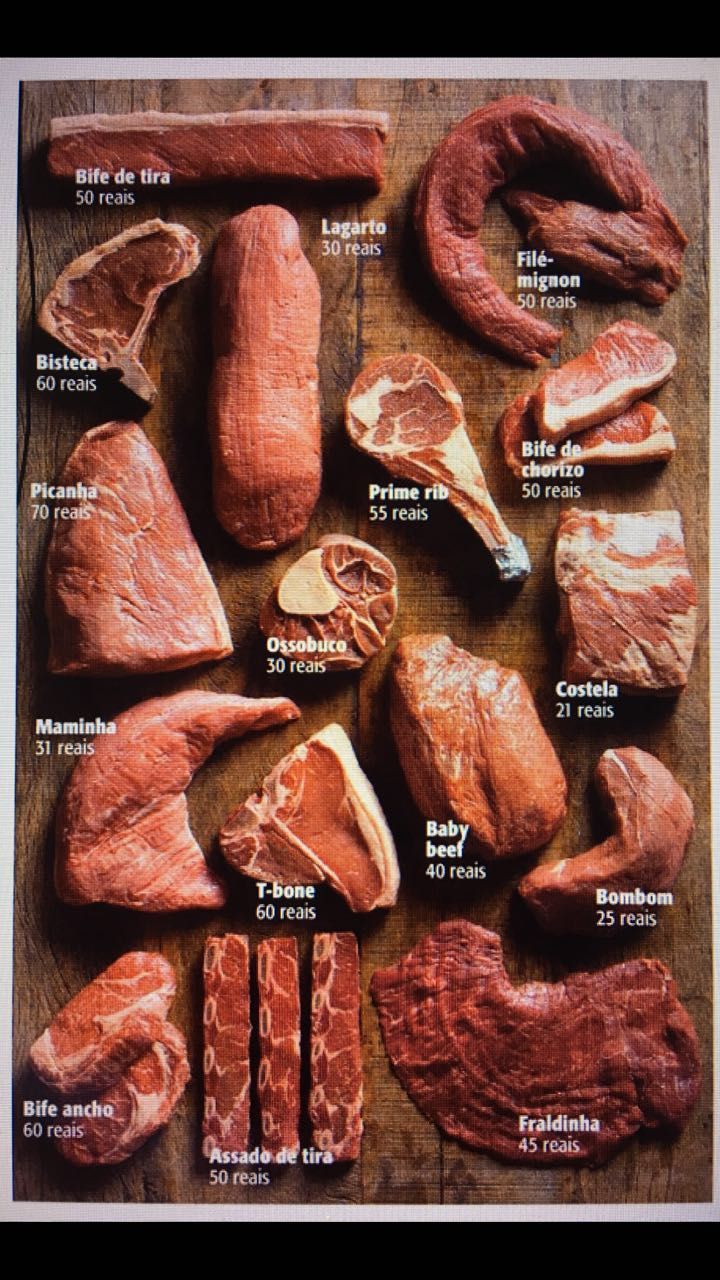 Bife de tira
50 reais
Lagarto
30 reais
Filé-
mignon
50 reais
Bisteca
60 reais
Bife de
chorizo
50 reais
Picanha
70 reais
Prime rib
55 reais
Ossobuco
30 reais
Costela
21 reais
Maminha
31 reais
Baby
beef
40 reais
T-bone
60 reais
Bombom
25 reais
Bife ancho
60 reais
Fraldinha
45 reais
Assado de tira
50 reais